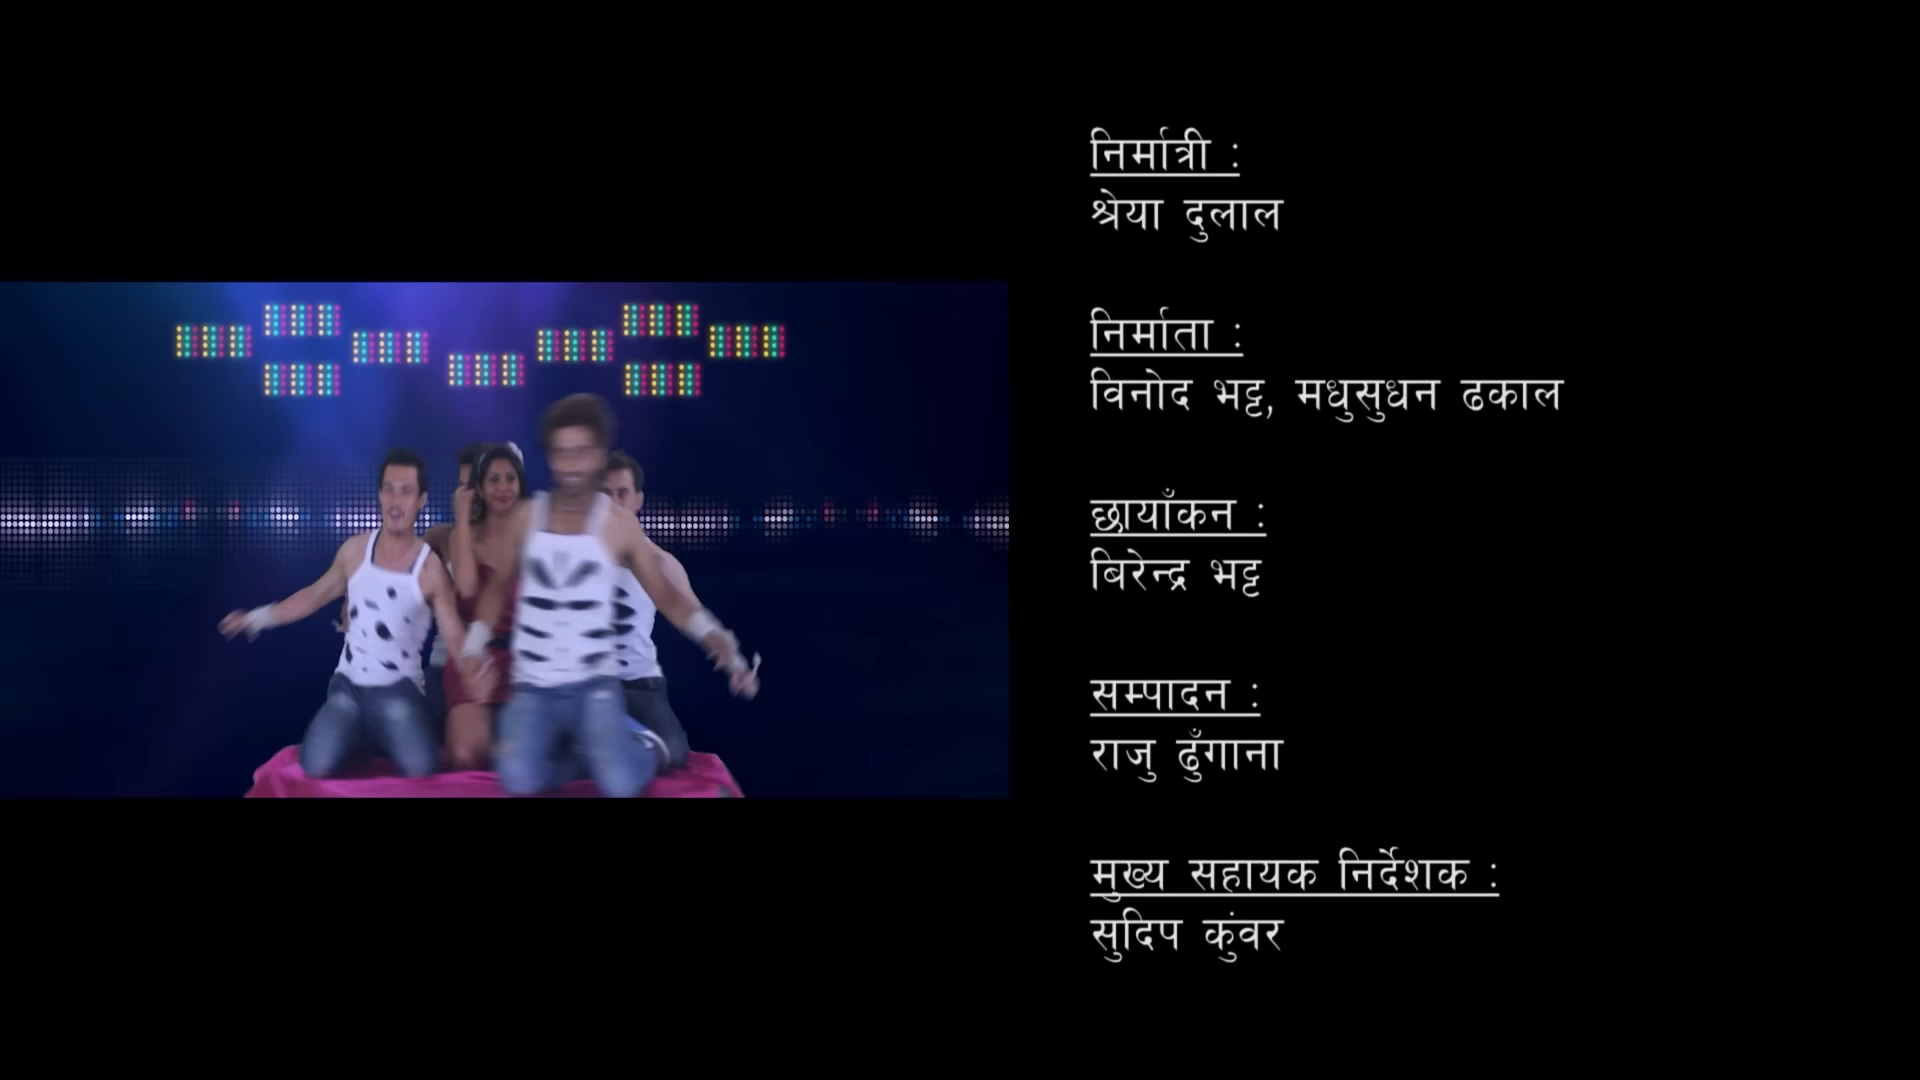 निर्मात्री :
श्रेया दुलाल
निर्माता :
विनोद भट्ट, मधुसुधन ढकाल
छायाँकन :
बिरेन्द्र भट्ट
सम्पादन :
राजु ढुँगाना
मुख्य सहायक निर्देशक :
सुदिप कुंवर